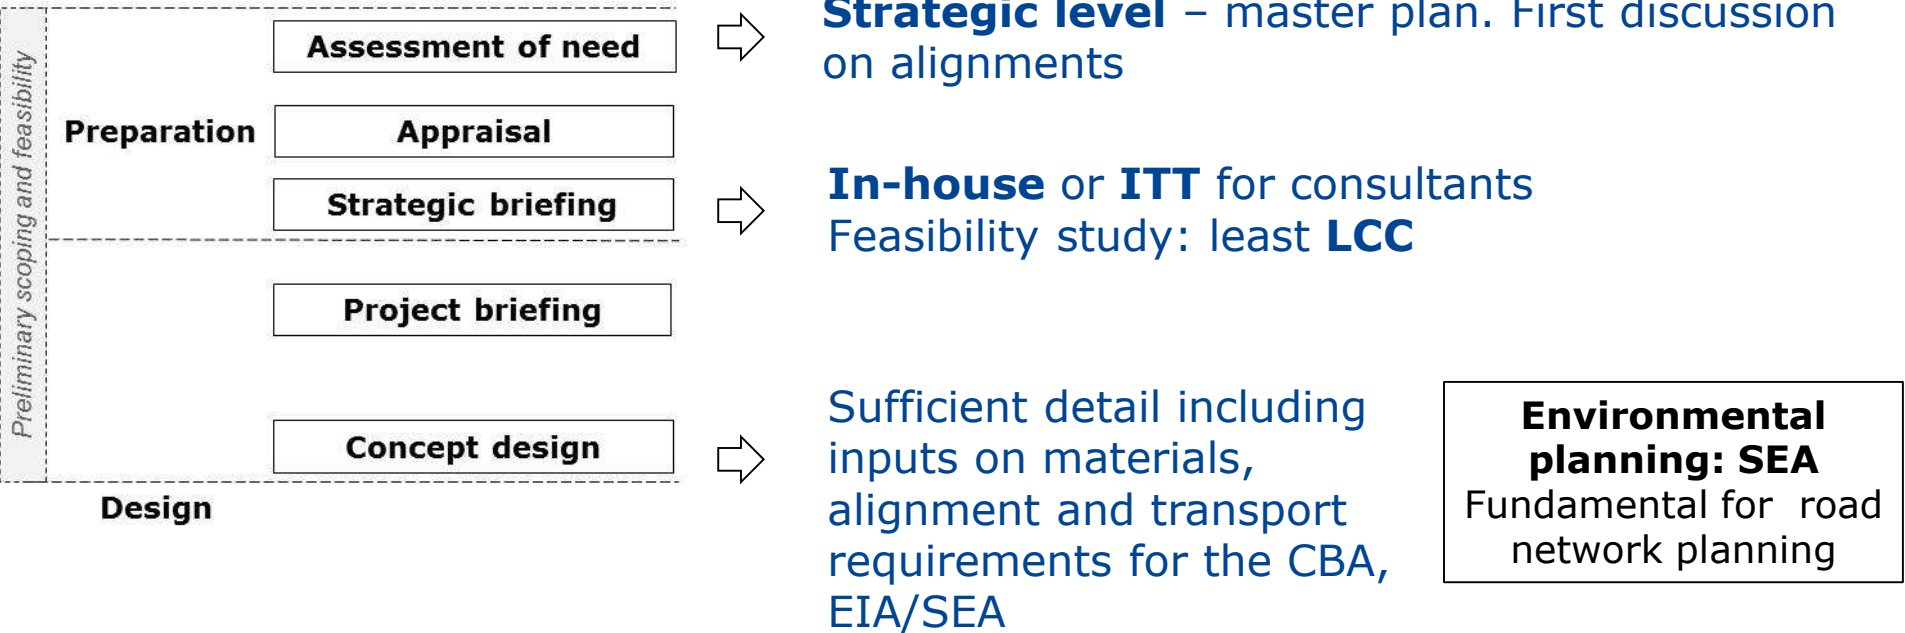 Preliminary scoping and feasibility
Preparation
Assessment of need
Appraisal
Strategic briefing
Project briefing
Concept design
Design
Strategic level – master plan. First discussion
on alignments
In-house or ITT for consultants
Feasibility study: least LCC
Sufficient detail including
inputs on materials,
alignment and transport
requirements for the CBA,
EIA/SEA
Environmental
planning: SEA
Fundamental for road
network planning